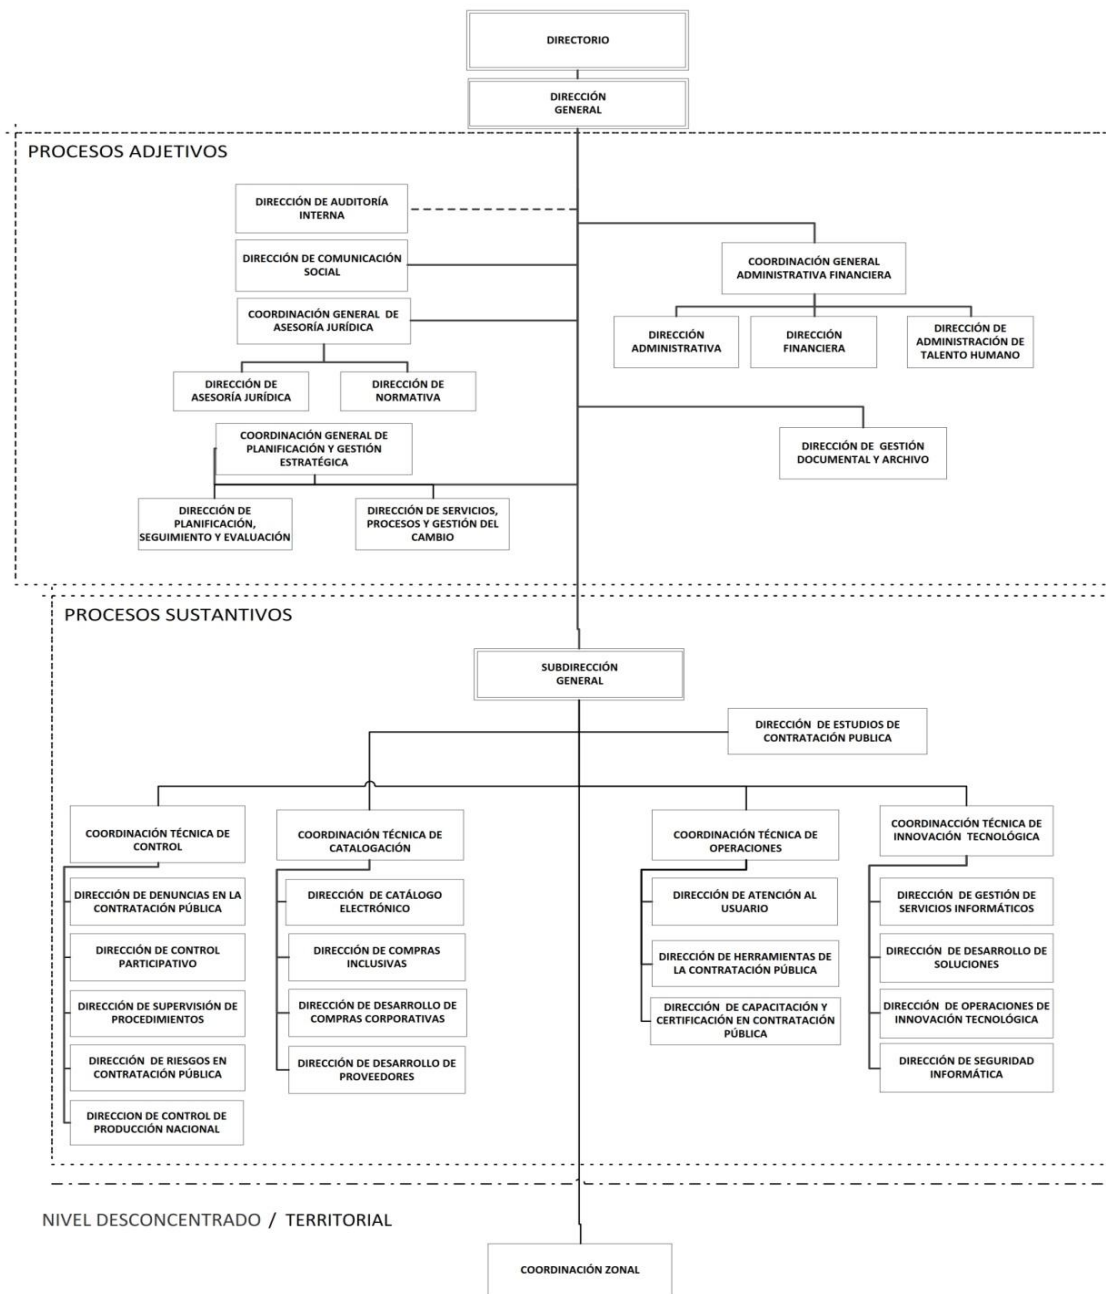 DIRECTORIO
DIRECCIÓN
GENERAL
PROCESOS ADJETIVOS
DIRECCIÓN DE AUDITORÍA
INTERNA
DIRECCIÓN DE COMUNICACIÓN
SOCIAL
COORDINACIÓN GENERAL DE
ASESORÍA JURÍDICA
DIRECCIÓN DE
ASESORÍA JURÍDICA
DIRECCIÓN DE
NORMATIVA
COORDINACIÓN GENERAL DE
PLANIFICACIÓN Y GESTIÓN
ESTRATÉGICA
DIRECCIÓN DE
PLANIFICACIÓN,
SEGUIMIENTO Y EVALUACIÓN
DIRECCIÓN DE SERVICIOS,
PROCESOS Y GESTIÓN DEL
CAMBIO
COORDINACIÓN GENERAL
ADMINISTRATIVA FINANCIERA
DIRECCIÓN
ADMINISTRATIVA
DIRECCIÓN
FINANCIERA
DIRECCIÓN DE
ADMINISTRACIÓN DE
TALENTO HUMANO
DIRECCIÓN DE GESTIÓN
DOCUMENTAL Y ARCHIVO
PROCESOS SUSTANTIVOS
SUBDIRECCIÓN
GENERAL
DIRECCIÓN DE ESTUDIOS DE
CONTRATACIÓN PUBLICA
COORDINACIÓN TÉCNICA DE
CONTROL
DIRECCIÓN DE DENUNCIAS EN LA
CONTRATACIÓN PÚBLICA
DIRECCIÓN DE CONTROL
PARTICIPATIVO
DIRECCIÓN DE SUPERVISIÓN DE
PROCEDIMIENTOS
DIRECCIÓN DE RIESGOS EN
CONTRATACIÓN PÚBLICA
DIRECCION DE CONTROL DE
PRODUCCIÓN NACIONAL
COORDINACIÓN TÉCNICA DE
CATALOGACIÓN
DIRECCIÓN DE CATÁLOGO
ELECTRÓNICO
DIRECCIÓN DE COMPRAS
INCLUSIVAS
DIRECCIÓN DE DESARROLLO DE
COMPRAS CORPORATIVAS
DIRECCIÓN DE DESARROLLO DE
PROVEEDORES
COORDINACIÓN TÉCNICA DE
OPERACIONES
DIRECCIÓN DE ATENCIÓN AL
USUARIO
DIRECCIÓN DE HERRAMIENTAS DE
LA CONTRATACIÓN PÚBLICA
DIRECCIÓN DE CAPACITACIÓN Y
CERTIFICACIÓN EN CONTRATACIÓN
PÚBLICA
COORDINACCIÓN TÉCNICA DE
INNOVACIÓN TECNOLÓGICA
DIRECCIÓN DE GESTIÓN DE
SERVICIOS INFORMÁTICOS
DIRECCIÓN DE DESARROLLO DE
SOLUCIONES
DIRECCIÓN DE OPERACIONES DE
INNOVACIÓN TECNOLÓGICA
DIRECCIÓN DE SEGURIDAD
INFORMÁTICA
NIVEL DESCONCENTRADO / TERRITORIAL
COORDINACIÓN ZONAL